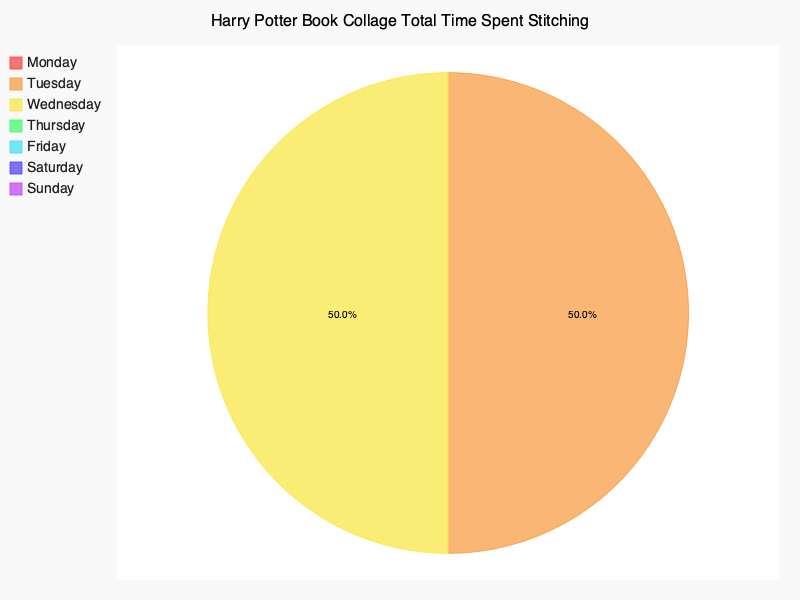 Harry Potter Book Collage Total Time Spent Stitching
Monday
Tuesday
Wednesday
Thursday
Friday
Saturday
Sunday
50.0%
50.0%